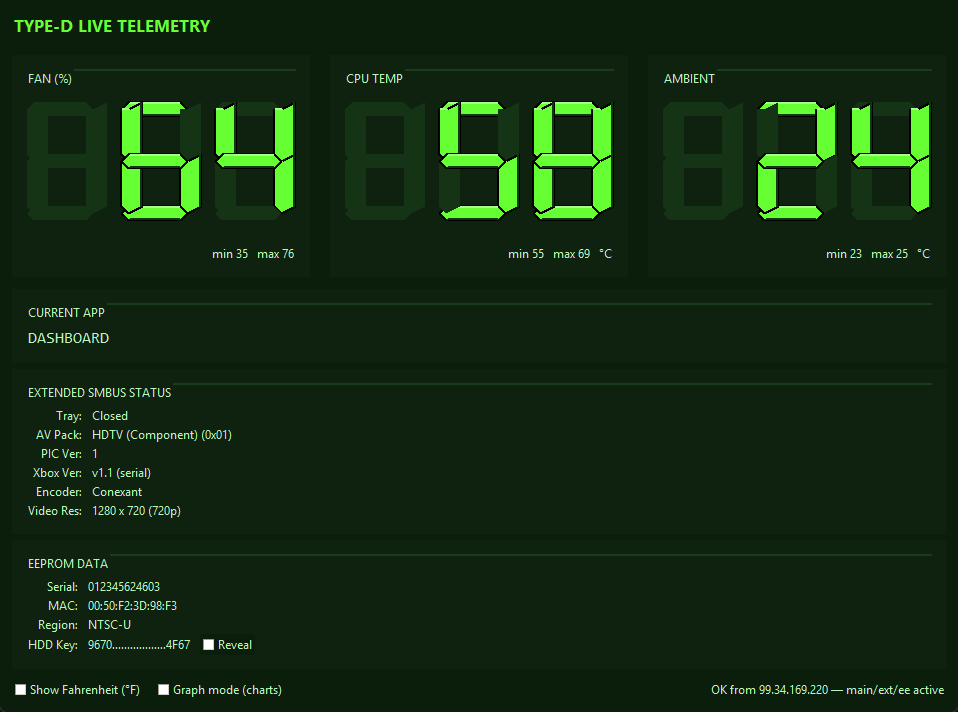 TYPE-D LIVE TELEMETRY
FAN (%)
64
min 35 max 76
CPU TEMP
58
min 55 max 69 °C
AMBIENT
24
min 23 max 25 °C
CURRENT APP
DASHBOARD
EXTENDED SMBUS STATUS
Tray: Closed
AV Pack: HDTV (Component) (0x01)
PIC Ver: 1
Xbox Ver: v1.1 (serial)
Encoder: Conexant
Video Res: 1280 x 720 (720p)
EEPROM DATA
Serial: 012345624603
MAC: 00:50:F2:3D:98:F3
Region: NTSC-U
HDD Key: 9670..................4F67 Reveal
Show Fahrenheit (°F) Graph mode (charts) OK from 99.34.169.220 — main/ext/ee active